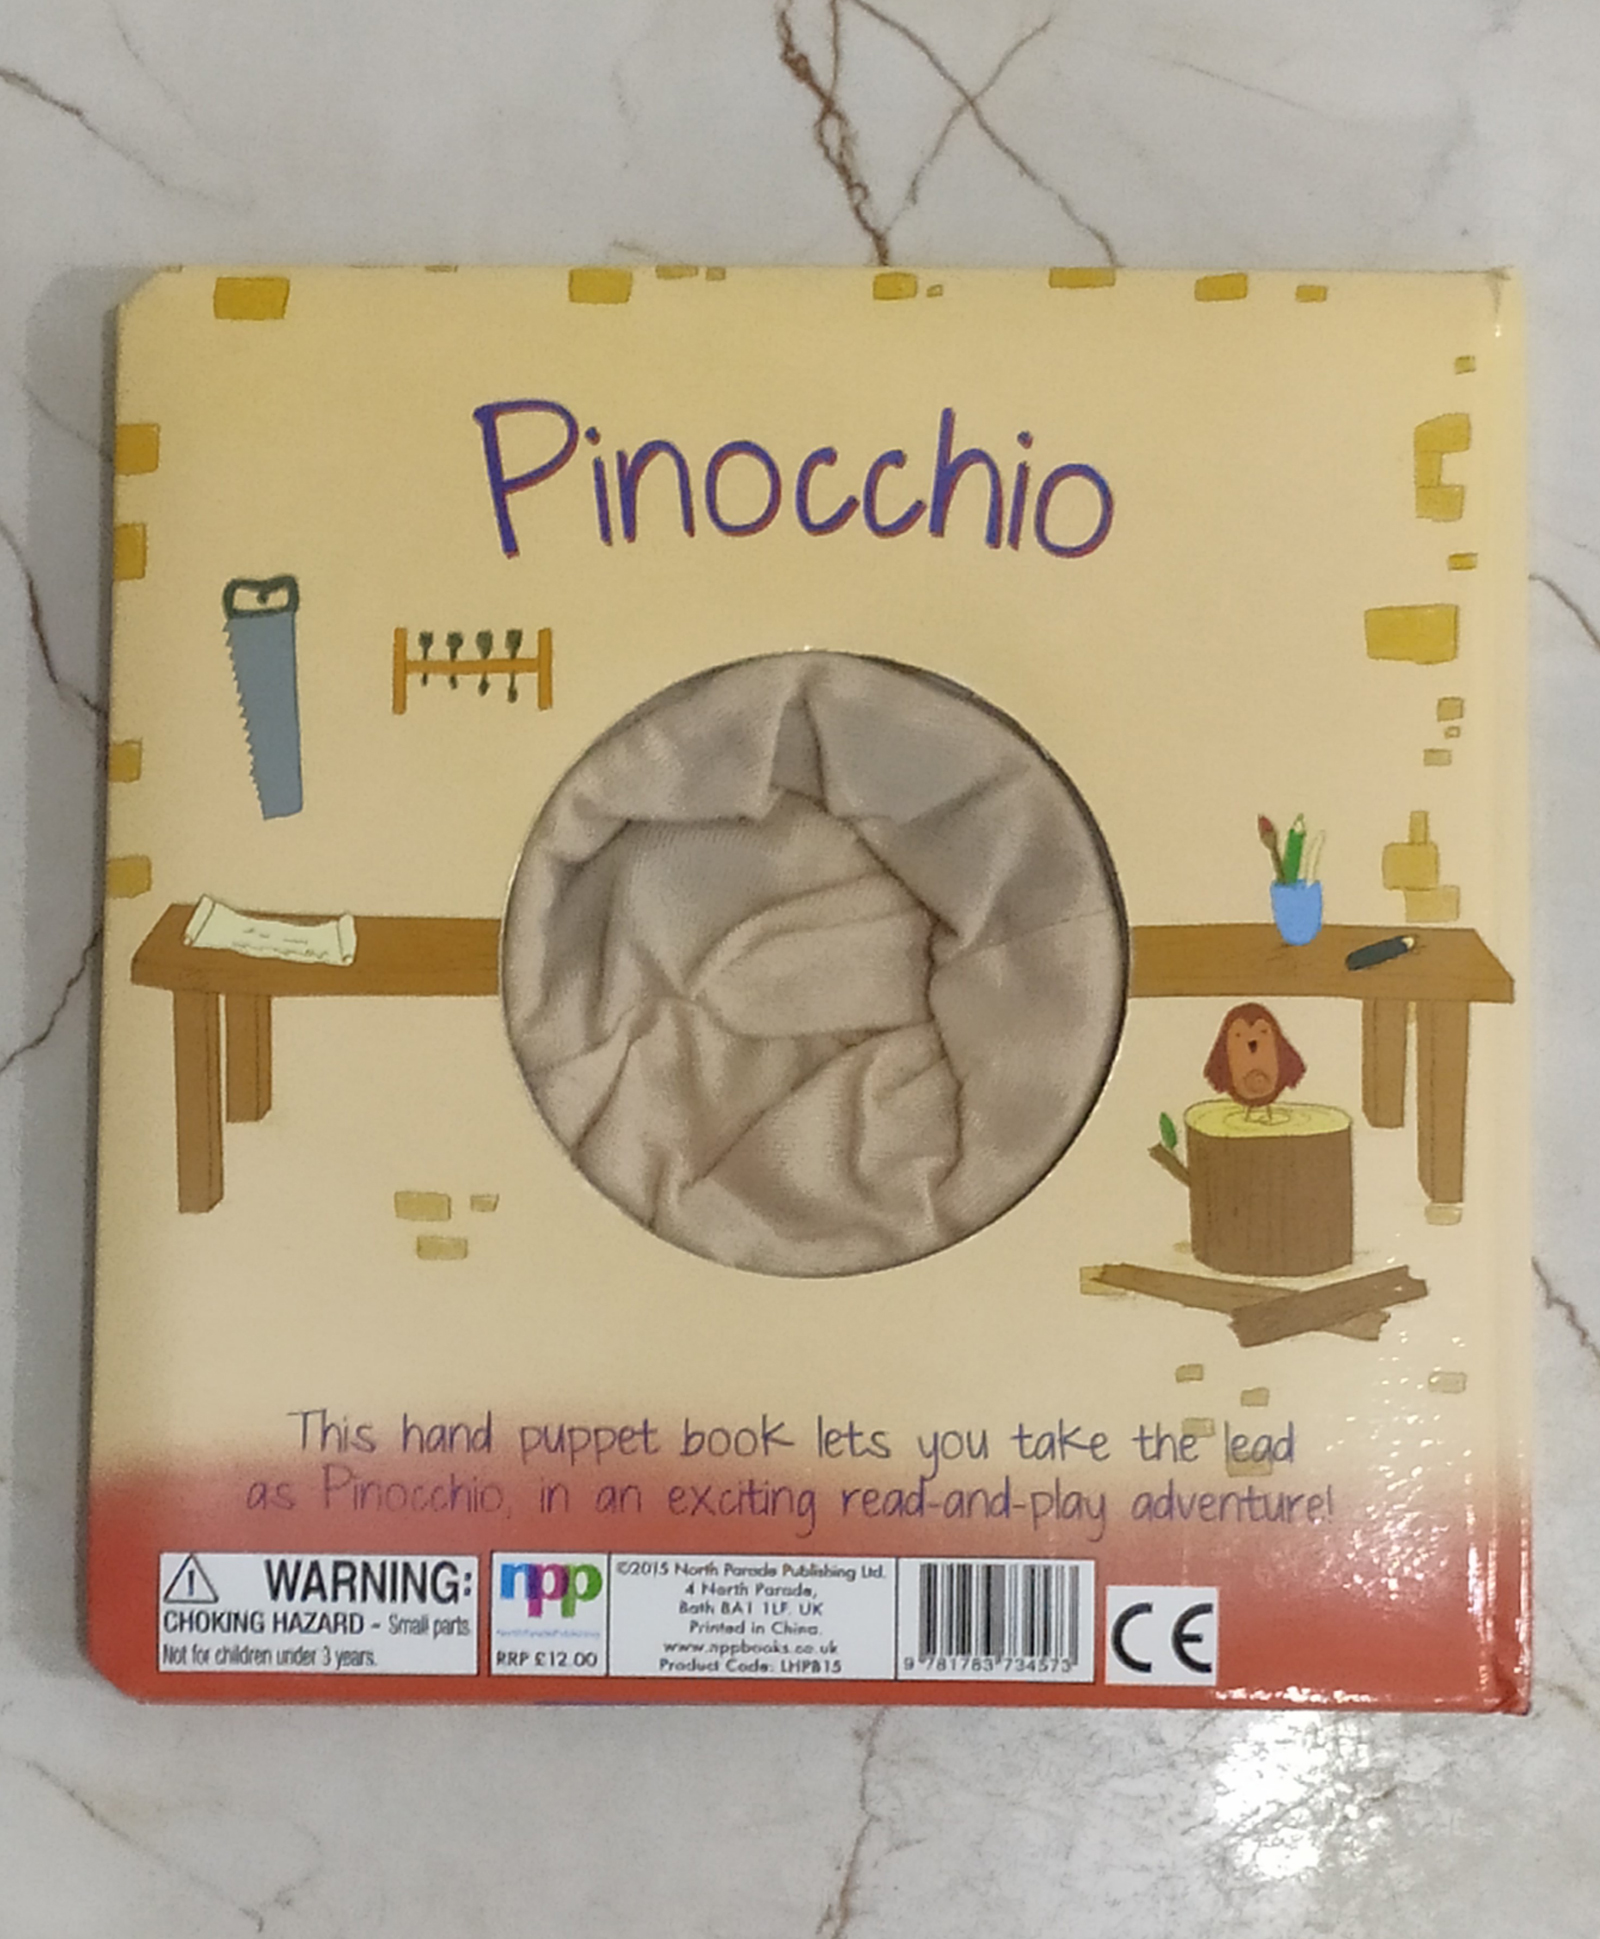 Pinocchio
This hand puppet book lets you take the lead
as Pinocchio, in an exciting read-and-play adventure!
WARNING:
CHOKING HAZARD - Small parts
Not for children under 3 years.
npp
RRP £12.00
©2015 North Parade Publishing Ltd.
4 North Parade,
Bath BA1 1LF. UK
Printed in China.
www.nppbooks.co.uk
Product Code: LHPB15
9 781783 734573
CE